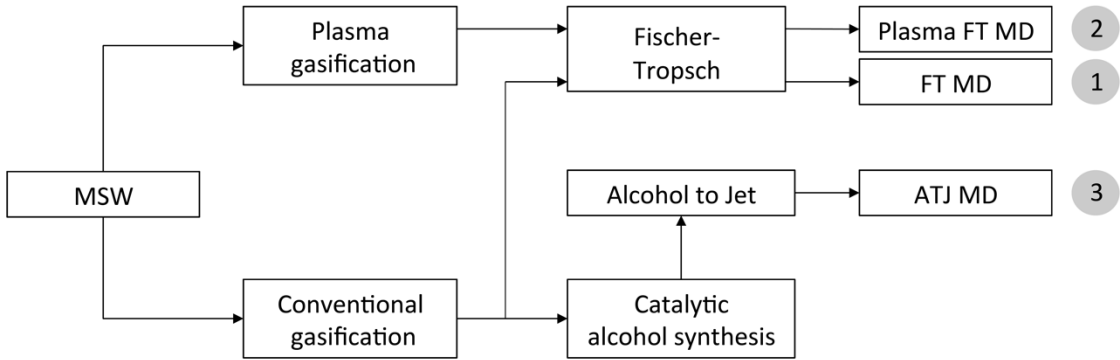 Plasma
gasification
Fischer-
Tropsch
Plasma FT MD
2
FT MD
1
MSW
Alcohol to Jet
ATJ MD
3
Conventional
gasification
Catalytic
alcohol synthesis